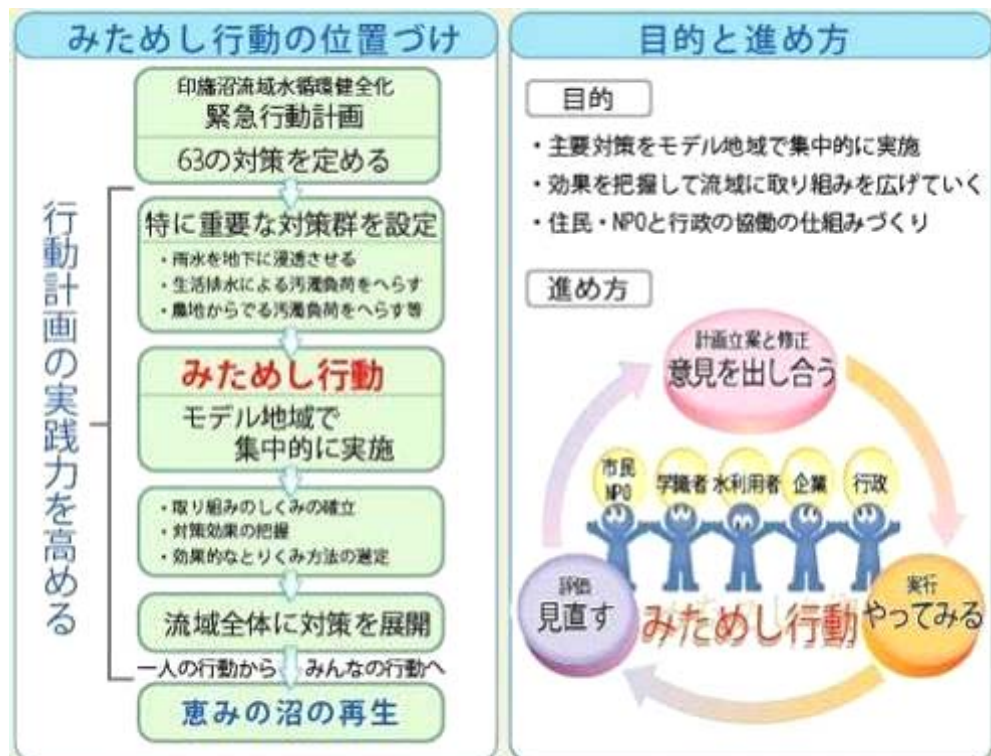 みためし行動の位置づけ
印旛沼流域水循環健全化
緊急行動計画
63の対策を定める
行動計画の実践力を高める
特に重要な対策群を設定
・雨水を地下に浸透させる
・生活排水による汚濁負荷をへらす
・農地からでる汚濁負荷をへらす等
みためし行動
モデル地域で
集中的に実施
・取り組みのしくみの確立
・対策効果の把握
・効果的なとりくみ方法の選定
流域全体に対策を展開
一人の行動から みんなの行動へ
恵みの沼の再生
目的と進め方
目的
・主要対策をモデル地域で集中的に実施
・効果を把握して流域に取り組みを広げていく
・住民・NPOと行政の協働の仕組みづくり
進め方
計画立案と修正
意見を出し合う
市民
NPO
学識者
水利用者
企業
行政
評価
見直す
みためし行動
実行
やってみる